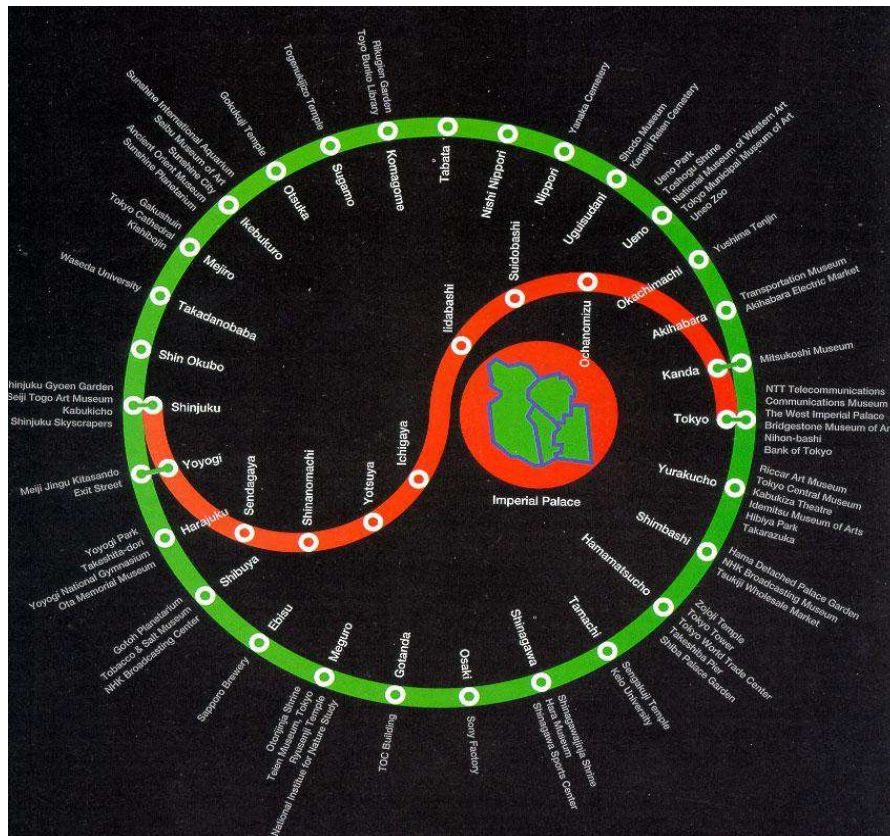 Tabata
Nishi Nippori
Yanaka Cemetery
Nippori
Shodo Museum
Kaneiji Reien Cemetery
Uguisudani
Ueno Park
Toshogu Shrine
National Museum of Western Art
Tokyo Municipal Museum of Art
Uneo Zoo
Ueno
Yushima Tenjin
Okachimachi
Transportation Museum
Akihabara Electric Market
Akihabara
Mitsukoshi Museum
Kanda
NTT Telecommunications
Communications Museum
The West Imperial Palace
Bridgestone Museum of Ar
Nihon-bashi
Bank of Tokyo
Tokyo
Riccar Art Museum
Tokyo Central Museum
Kabukiza Theatre
Idemitsu Museum of Arts
Hibiya Park
Takarazuka
Yurakucho
Hama Detached Palace Garden
NHK Broadcasting Museum
Tsukiji Wholesale Market
Shimbashi
Zojoji Temple
Tokyo Tower
Tokyo World Trade Center
Takeshiba Pier
Shiba Palace Garden
Hamamatsucho
Sengakuji Temple
Keio University
Tamachi
Shinagawajinja Shrine
Hara Museum
Shinagawa Sports Center
Shinagawa
Sony Factory
Osaki
TOC Building
Gotanda
Otorijinja Shrine
Teien Museum, Tokyo
Ryusenji Temple
National Institue for Nature Study
Meguro
Sapporo Brewery
Ebisu
Gotoh Planetarium
Tobacco & Salt Museum
NHK Broadcasting Center
Shibuya
Yoyogi Park
Takeshita-dori
Yoyogi National Gymnasium
Ota Memorial Museum
Harajuku
Meiji Jingu Kitasando
Exit Street
Yoyogi
hinjuku Gyoen Garden
Seiji Togo Art Museum
Kabukicho
Shinjuku Skyscrapers
Shinjuku
Shin Okubo
Waseda University
Takadanobaba
Gakushuin
Tokyo Cathedral
Kishibojin
Mejiro
Sunshine International Aquarium
Seibu Museum of Art
Sunshine City
Ancient Orient Museum
Sunshine Planetarium
Ikebukuro
Gokokuji Temple
Otsuka
Togenukijizo Temple
Sugamo
Rikugien Garden
Toyo Bunko Library
Komagome
Sendagaya
Shinanomachi
Yotsuya
Ichigaya
Iidabashi
Suidobashi
Ochanomizu
Imperial Palace